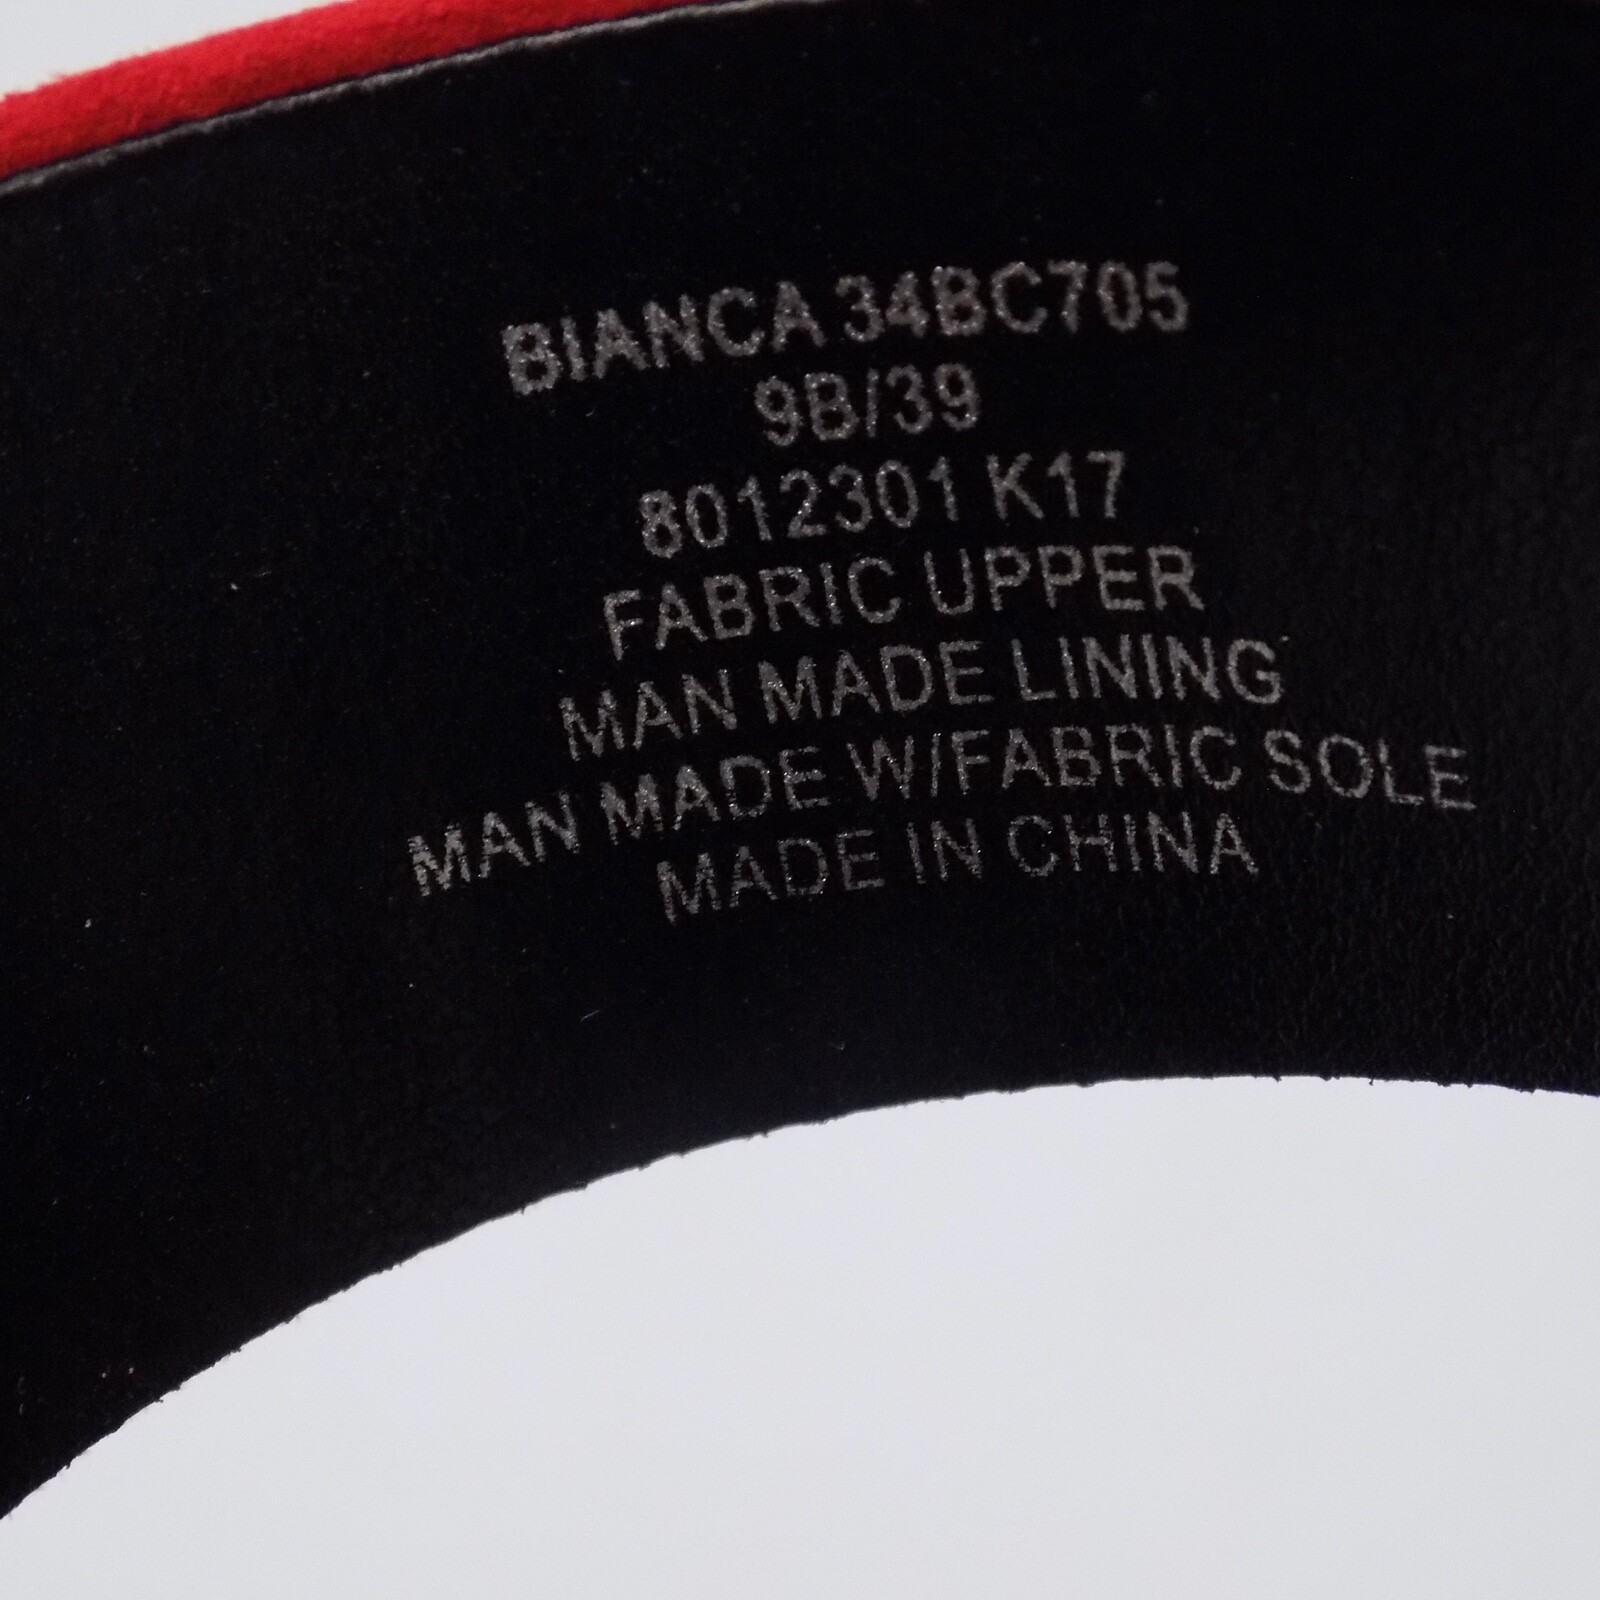 BIANCA 34BC705
9B/39
8012301 K17
FABRIC UPPER
MAN MADE LINING
MAN MADE W/FABRIC SOLE
MADE IN CHINA